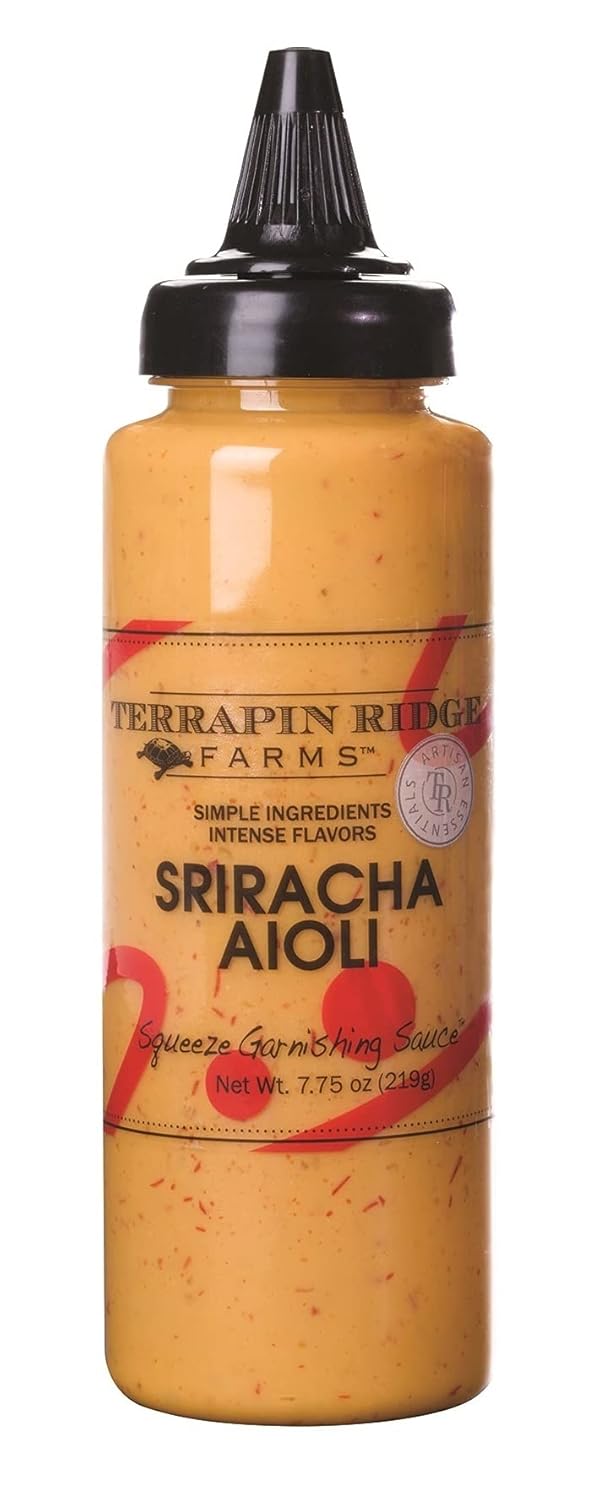 TERRAPIN RIDGE
FARMS™
ARTISAN ESSENTIALS
TR
SIMPLE INGREDIENTS
INTENSE FLAVORS
SRIRACHA
AIOLI
Squeeze Garnishing Sauce™
Net Wt. 7.75 oz (219g)